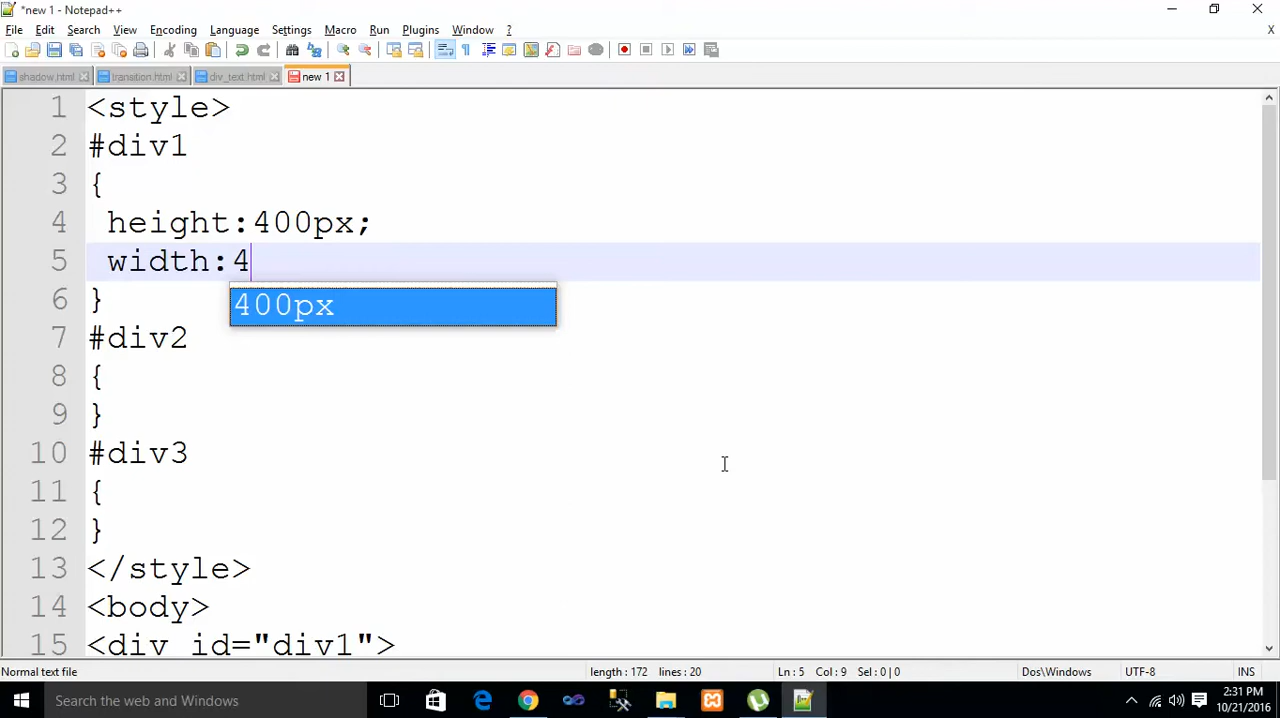 *new 1 - Notepad++
File Edit Search View Encoding Language Settings Macro Run Plugins Window ?
X
shadow.html transition.html div_text.html new 1
1 <style>
2 #div1
3 {
4 height:400px;
5 width:4
400px
6 }
7 #div2
8 {
9 }
10 #div3
11 {
12 }
13 </style>
14 <body>
15 <div id="div1">
Normal text file length : 172 lines : 20 Ln : 5 Col : 9 Sel : 0 | 0 Dos\Windows UTF-8 INS
Search the web and Windows
2:31 PM
10/21/2016